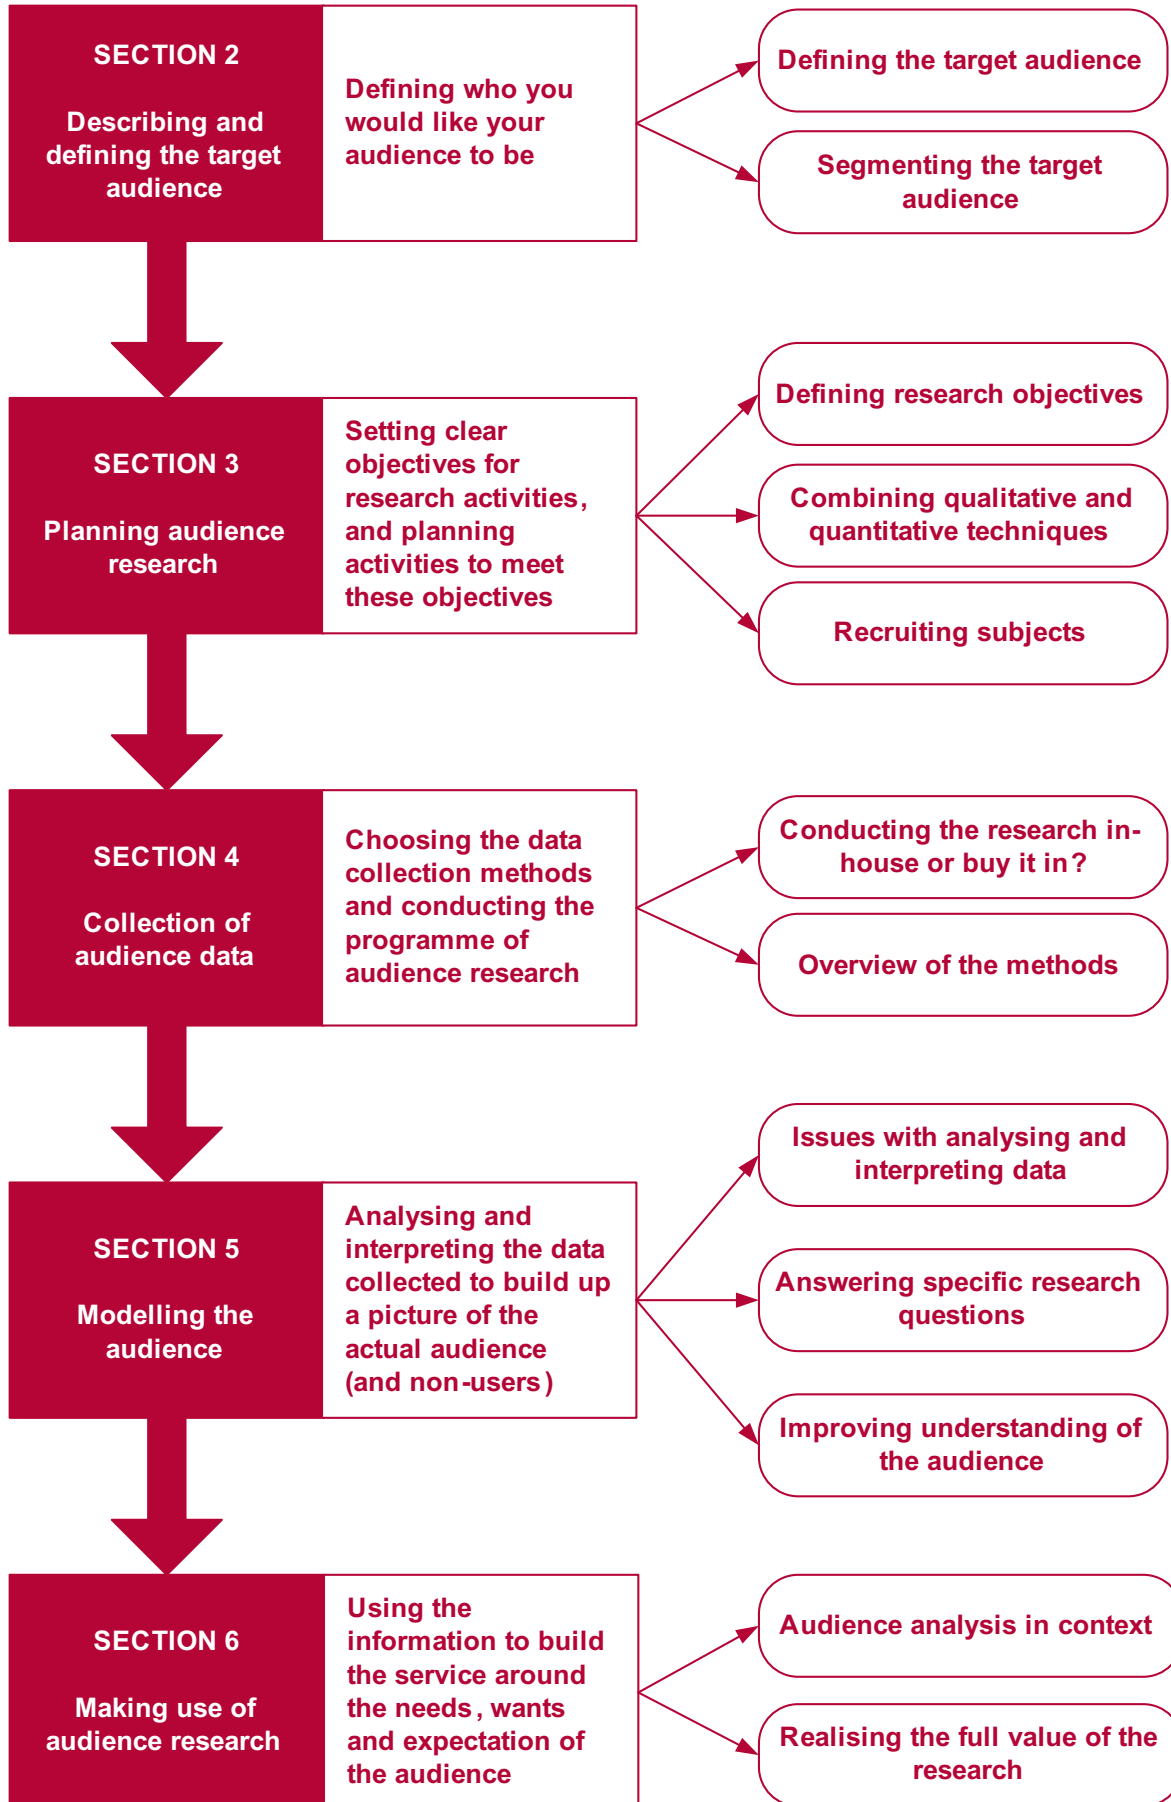 SECTION 2
Describing and
defining the target
audience
Defining who you
would like your
audience to be
Defining the target audience
Segmenting the target
audience
SECTION 3
Planning audience
research
Setting clear
objectives for
research activities,
and planning
activities to meet
these objectives
Defining research objectives
Combining qualitative and
quantitative techniques
Recruiting subjects
SECTION 4
Collection of
audience data
Choosing the data
collection methods
and conducting the
programme of
audience research
Conducting the research in-
house or buy it in?
Overview of the methods
SECTION 5
Modelling the
audience
Analysing and
interpreting the data
collected to build up
a picture of the
actual audience
(and non-users)
Issues with analysing and
interpreting data
Answering specific research
questions
Improving understanding of
the audience
SECTION 6
Making use of
audience research
Using the
information to build
the service around
the needs, wants
and expectation of
the audience
Audience analysis in context
Realising the full value of the
research